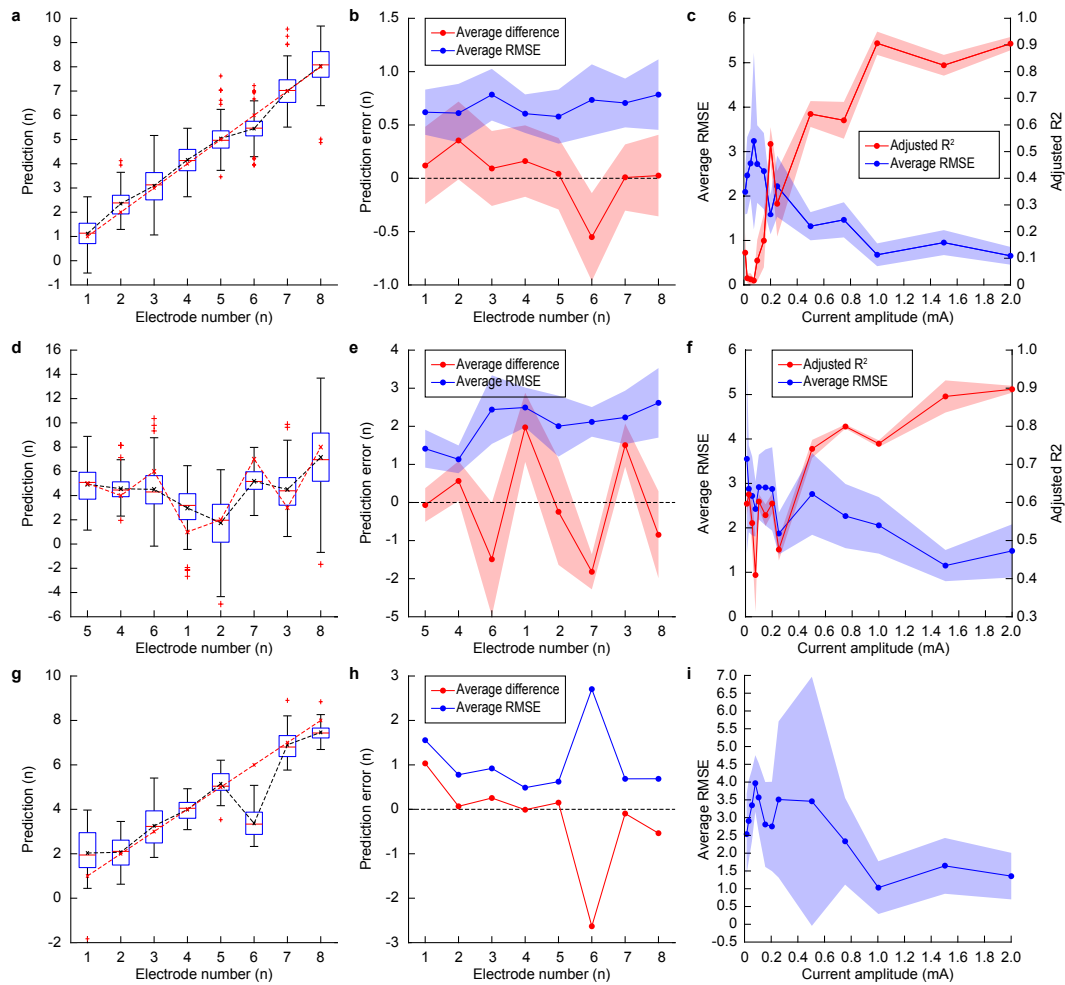 a
Prediction (n)
10
9
8
7
6
5
4
3
2
1
0
-1
1 2 3 4 5 6 7 8
Electrode number (n)
b
Prediction error (n)
1.5
1.0
0.5
0
-0.5
-1.0
Average difference
Average RMSE
1 2 3 4 5 6 7 8
Electrode number (n)
c
Average RMSE
6
5
4
3
2
1
0
Adjusted R²
Average RMSE
1.0
0.9
0.8
0.7
0.6
0.5
0.4
0.3
0.2
0.1
0
Adjusted R2
0 0.2 0.4 0.6 0.8 1.0 1.2 1.4 1.6 1.8 2.0
Current amplitude (mA)
d
Prediction (n)
16
14
12
10
8
6
4
2
0
-2
-4
-6
5 4 6 1 2 7 3 8
Electrode number (n)
e
Prediction error (n)
4
3
2
1
0
-1
-2
-5
Average difference
Average RMSE
5 4 6 1 2 7 3 8
Electrode number (n)
f
Average RMSE
6
5
4
3
2
1
0
Adjusted R²
Average RMSE
1.0
0.9
0.8
0.7
0.6
0.5
0.4
0.3
Adjusted R2
0 0.2 0.4 0.6 0.8 1.0 1.2 1.4 1.6 1.8 2.0
Current amplitude (mA)
g
Prediction (n)
10
8
6
4
2
0
-2
1 2 3 4 5 6 7 8
Electrode number (n)
h
Prediction error (n)
3
2
1
0
-1
-2
-3
Average difference
Average RMSE
1 2 3 4 5 6 7 8
Electrode number (n)
i
Average RMSE
7.0
6.5
6.0
5.0
4.5
4.0
3.5
3.0
2.5
2.0
1.5
1.0
0
-0.5
0 0.2 0.4 0.6 0.8 1.0 1.2 1.4 1.6 1.8 2.0
Current amplitude (mA)